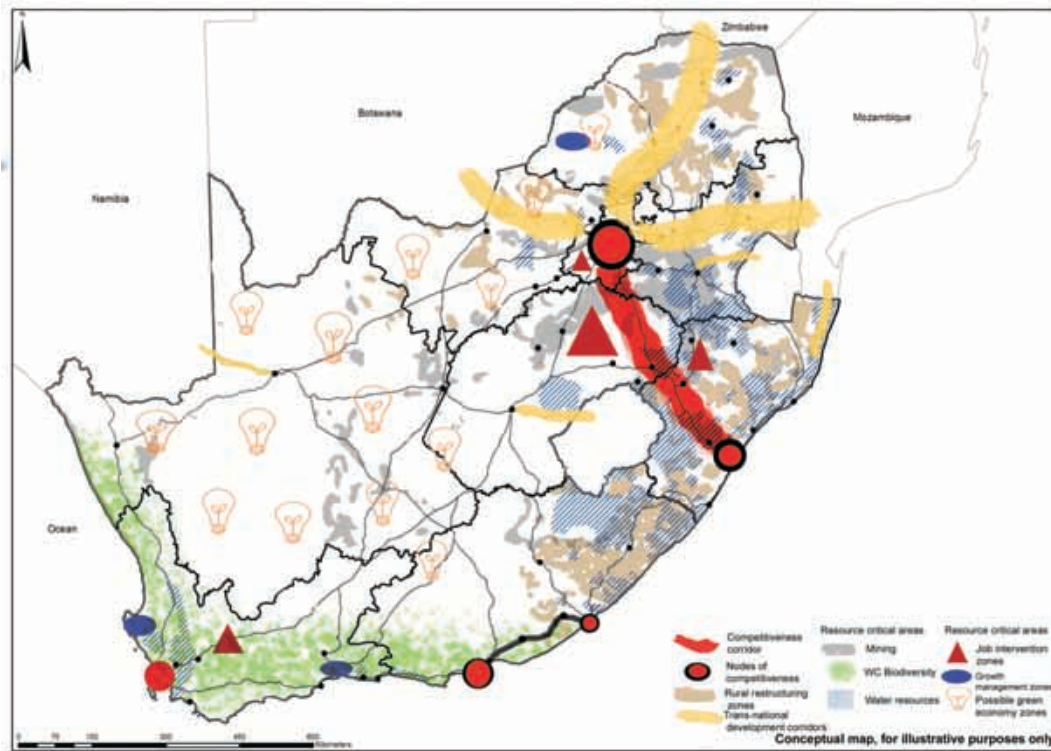 Zimbabwe
Botswana
Mozambique
Namibia
Ocean
Competitiveness
corridor
Nodes of
competitiveness
Rural restructuring
zones
Trans-national
development corridors
Resource critical areas
Mining
WC Biodiversity
Water resources
Resource critical areas
Job intervention
zones
Growth
management zones
Possible green
economy zones
Kilometers
Conceptual map, for illustrative purposes only